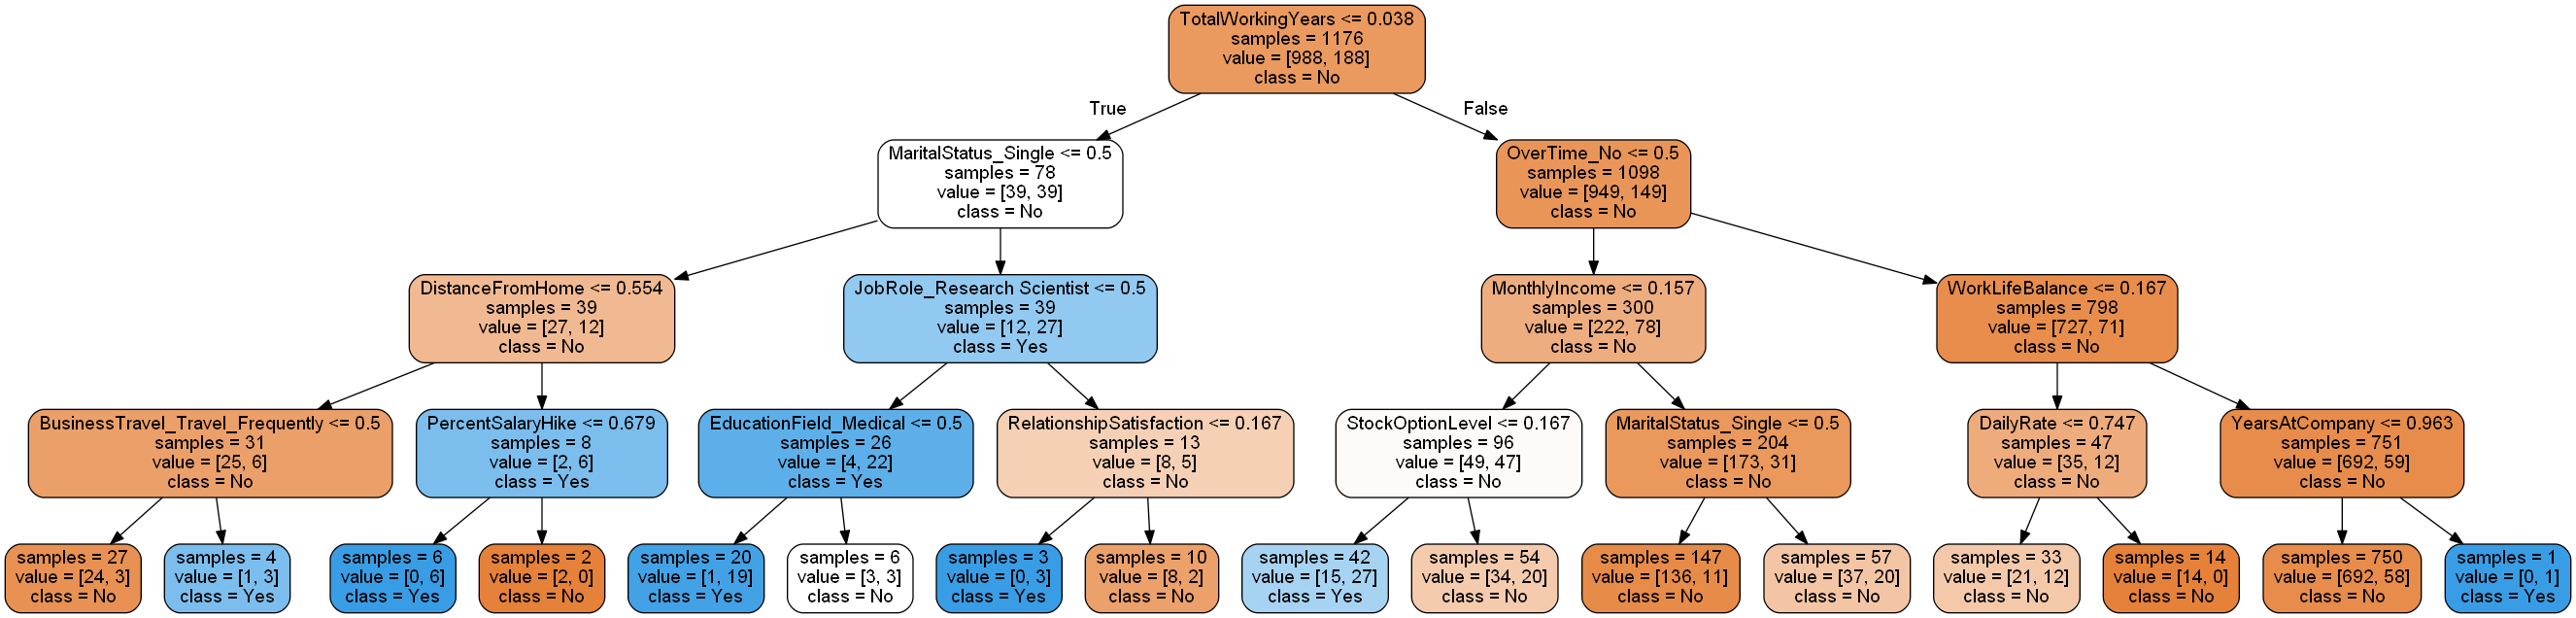 TotalWorkingYears <= 0.038
samples = 1176
value = [988, 188]
class = No
True
False
MaritalStatus_Single <= 0.5
samples = 78
value = [39, 39]
class = No
OverTime_No <= 0.5
samples = 1098
value = [949, 149]
class = No
DistanceFromHome <= 0.554
samples = 39
value = [27, 12]
class = No
JobRole_Research Scientist <= 0.5
samples = 39
value = [12, 27]
class = Yes
MonthlyIncome <= 0.157
samples = 300
value = [222, 78]
class = No
WorkLifeBalance <= 0.167
samples = 798
value = [727, 71]
class = No
BusinessTravel_Travel_Frequently <= 0.5
samples = 31
value = [25, 6]
class = No
PercentSalaryHike <= 0.679
samples = 8
value = [2, 6]
class = Yes
EducationField_Medical <= 0.5
samples = 26
value = [4, 22]
class = Yes
RelationshipSatisfaction <= 0.167
samples = 13
value = [8, 5]
class = No
StockOptionLevel <= 0.167
samples = 96
value = [49, 47]
class = No
MaritalStatus_Single <= 0.5
samples = 204
value = [173, 31]
class = No
DailyRate <= 0.747
samples = 47
value = [35, 12]
class = No
YearsAtCompany <= 0.963
samples = 751
value = [692, 59]
class = No
samples = 27
value = [24, 3]
class = No
samples = 4
value = [1, 3]
class = Yes
samples = 6
value = [0, 6]
class = Yes
samples = 2
value = [2, 0]
class = No
samples = 20
value = [1, 19]
class = Yes
samples = 6
value = [3, 3]
class = No
samples = 3
value = [0, 3]
class = Yes
samples = 10
value = [8, 2]
class = No
samples = 42
value = [15, 27]
class = Yes
samples = 54
value = [34, 20]
class = No
samples = 147
value = [136, 11]
class = No
samples = 57
value = [37, 20]
class = No
samples = 33
value = [21, 12]
class = No
samples = 14
value = [14, 0]
class = No
samples = 750
value = [692, 58]
class = No
samples = 1
value = [0, 1]
class = Yes